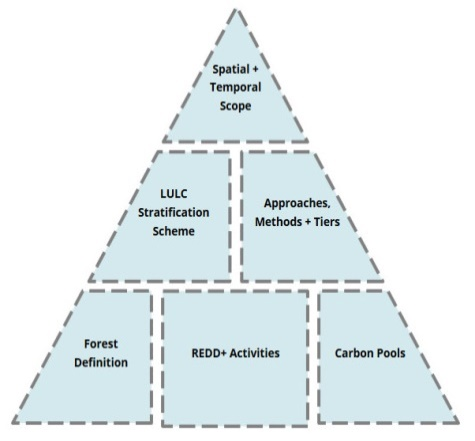 Spatial +
Temporal
Scope
LULC
Stratification
Scheme
Approaches,
Methods + Tiers
Forest
Definition
REDD+ Activities
Carbon Pools